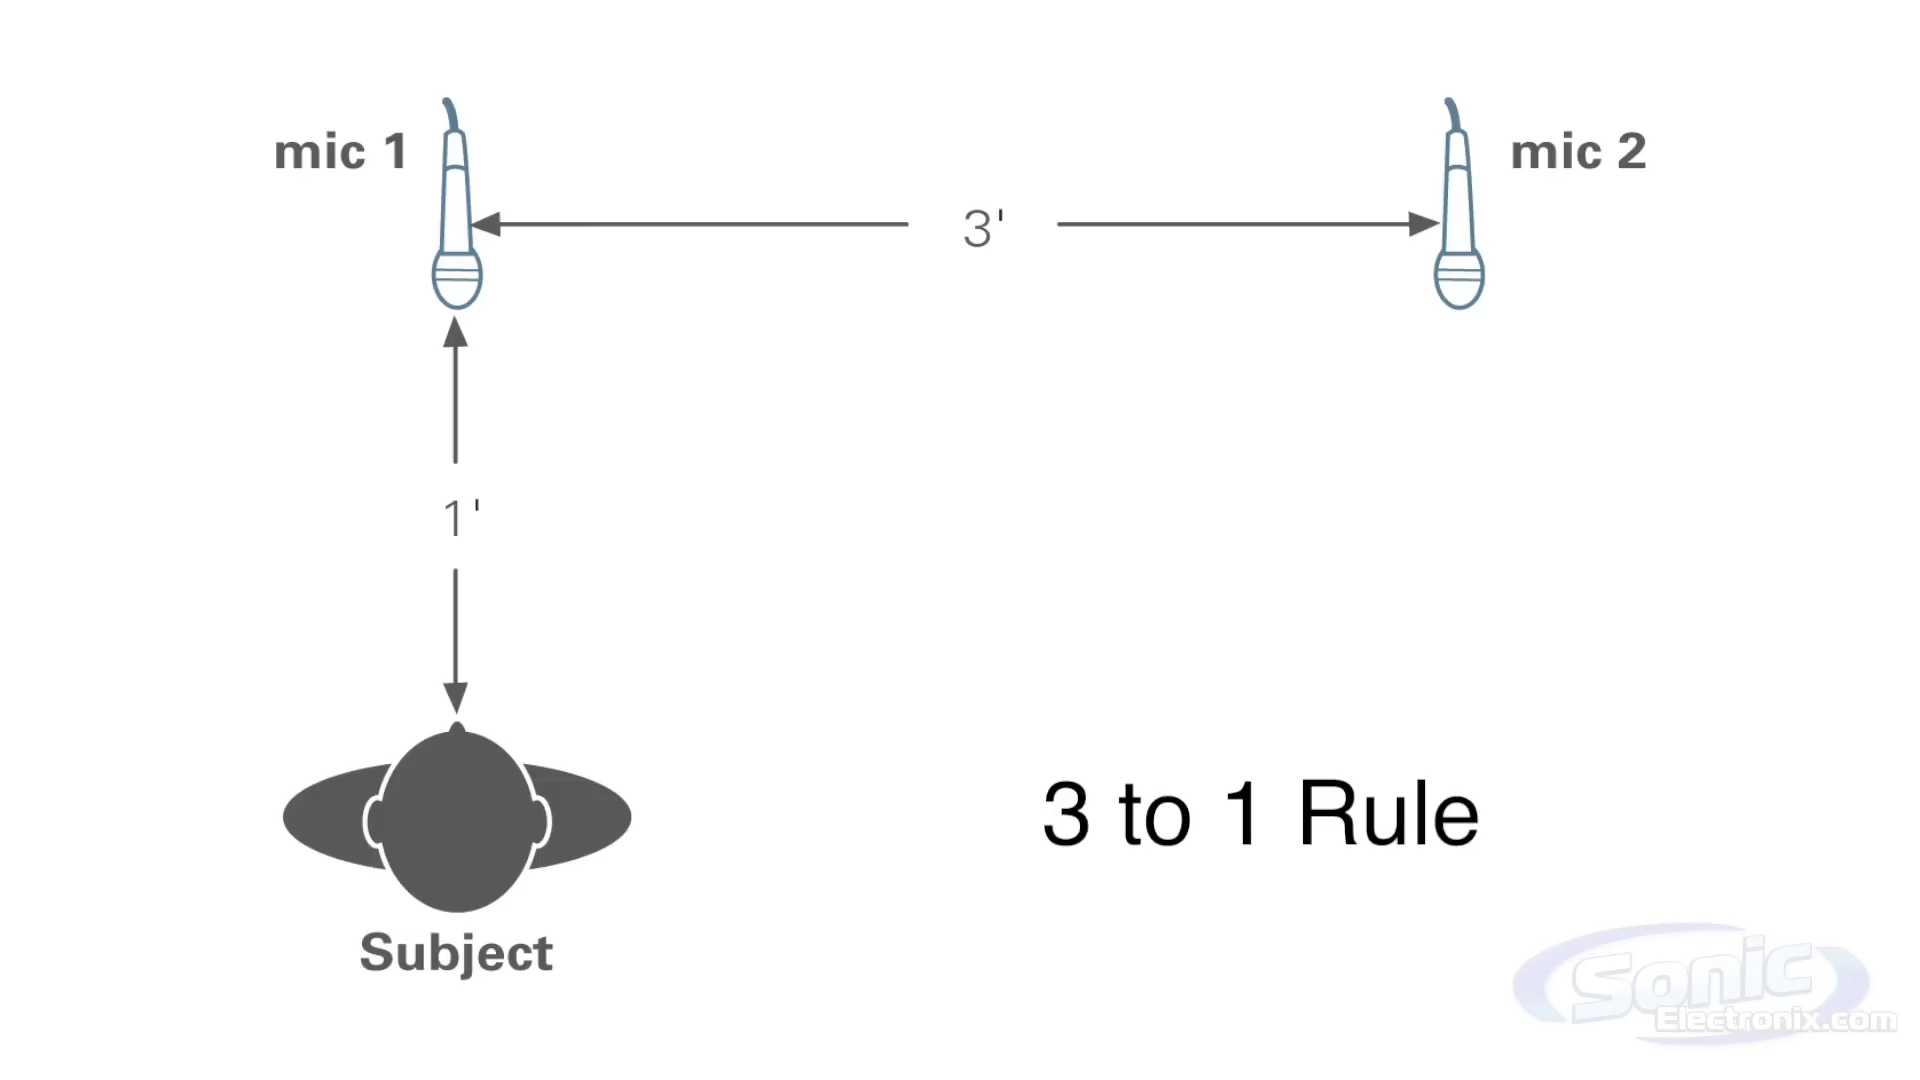 mic 1
mic 2
3'
1'
3 to 1 Rule
Subject
Sonic
Electronix.com